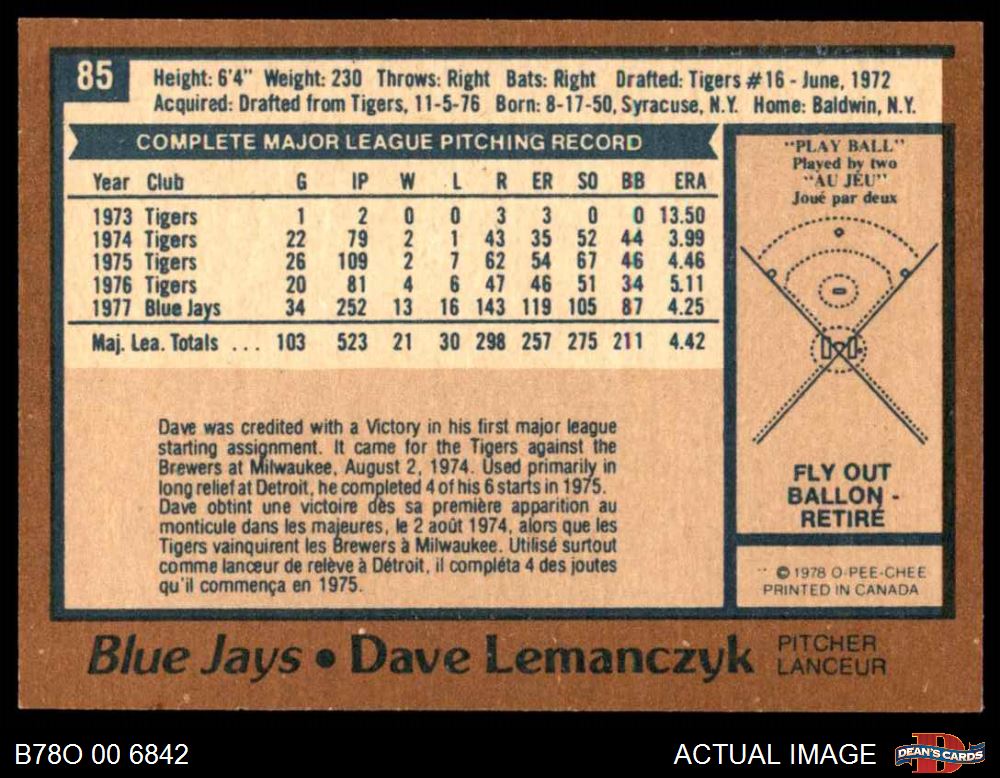 85
Height: 6'4" Weight: 230 Throws: Right Bats: Right Drafted: Tigers #16 - June, 1972
Acquired: Drafted from Tigers, 11-5-76 Born: 8-17-50, Syracuse, N.Y. Home: Baldwin, N.Y.
COMPLETE MAJOR LEAGUE PITCHING RECORD
Year Club G IP W L R ER SO BB ERA
1973 Tigers 1 2 0 0 3 3 0 0 13.50
1974 Tigers 22 79 2 1 43 35 52 44 3.99
1975 Tigers 26 109 2 7 62 54 67 46 4.46
1976 Tigers 20 81 4 6 47 46 51 34 5.11
1977 Blue Jays 34 252 13 16 143 119 105 87 4.25
Maj. Lea. Totals ... 103 523 21 30 298 257 275 211 4.42
Dave was credited with a Victory in his first major league
starting assignment. It came for the Tigers against the
Brewers at Milwaukee, August 2, 1974. Used primarily in
long relief at Detroit, he completed 4 of his 6 starts in 1975.
Dave obtint une victoire dès sa première apparition au
monticule dans les majeures, le 2 août 1974, alors que les
Tigers vainquirent les Brewers à Milwaukee. Utilisé surtout
comme lanceur de relève à Détroit, il compléta 4 des joutes
qu'il commença en 1975.
"PLAY BALL"
Played by two
"AU JEU"
Joué par deux
FLY OUT
BALLON -
RETIRÉ
© 1978 O-PEE-CHEE
PRINTED IN CANADA
Blue Jays • Dave Lemanczyk
PITCHER
LANCEUR
B78O 00 6842
ACTUAL IMAGE
DEAN'S CARDS